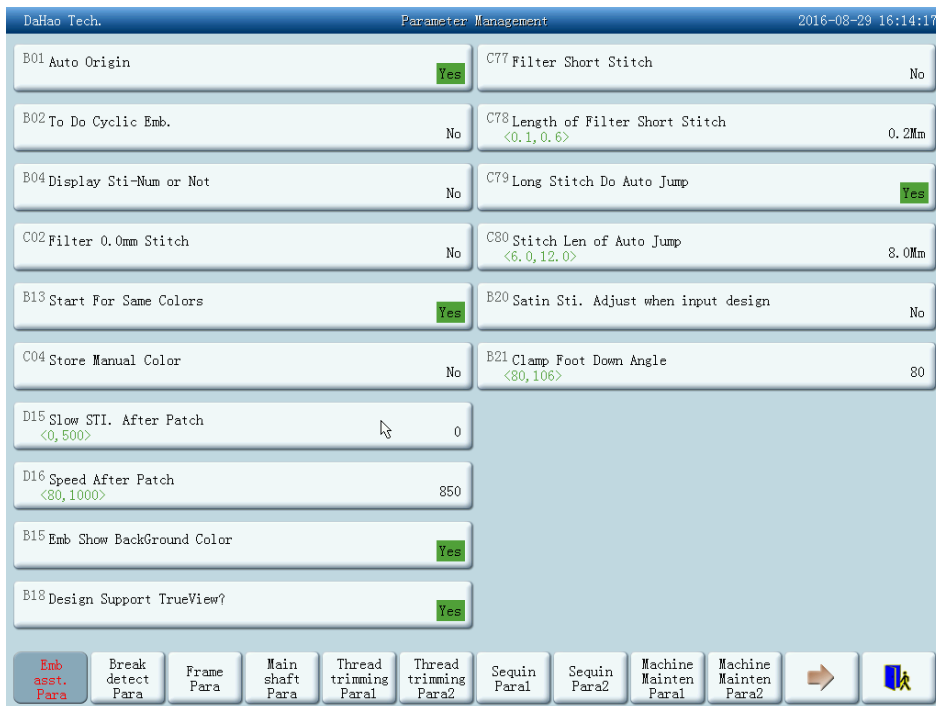 DaHao Tech. Parameter Management 2016-08-29 16:14:17
B01 Auto Origin Yes
B02 To Do Cyclic Emb. No
B04 Display Sti-Num or Not No
C02 Filter 0.0mm Stitch No
B13 Start For Same Colors Yes
C04 Store Manual Color No
D15 Slow STI. After Patch
<0,500> 0
D16 Speed After Patch
<80,1000> 850
B15 Emb Show BackGround Color Yes
B18 Design Support TrueView? Yes
C77 Filter Short Stitch No
C78 Length of Filter Short Stitch
<0.1,0.6> 0.2Mm
C79 Long Stitch Do Auto Jump Yes
C80 Stitch Len of Auto Jump
<6.0,12.0> 8.0Mm
B20 Satin Sti. Adjust when input design No
B21 Clamp Foot Down Angle
<80,106> 80
Emb
asst.
Para
Break
detect
Para
Frame
Para
Main
shaft
Para
Thread
trimming
Para1
Thread
trimming
Para2
Sequin
Para1
Sequin
Para2
Machine
Mainten
Para1
Machine
Mainten
Para2